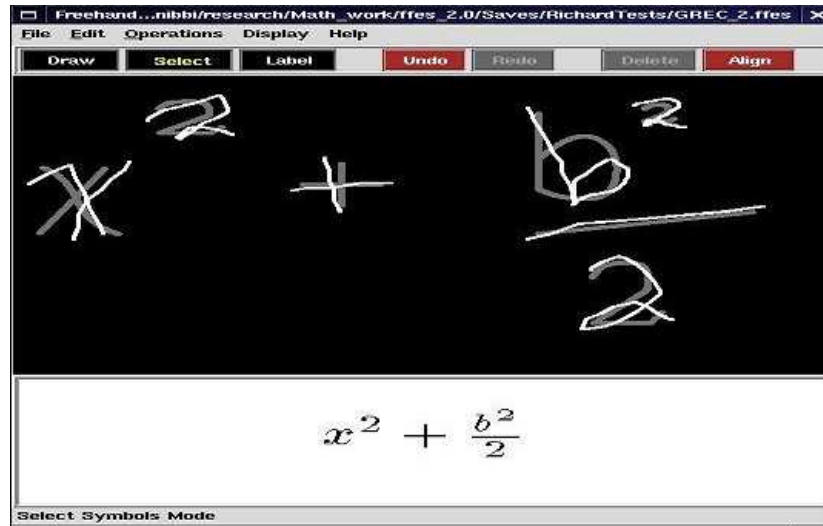 Freehand...nibbi/research/Math_work/ffes_2.0/Saves/RichardTests/GREC_2.ffes
File Edit Operations Display Help
Draw Select Label Undo Redo Delete Align
x² + b²/2
x² + b²/2
Select Symbols Mode